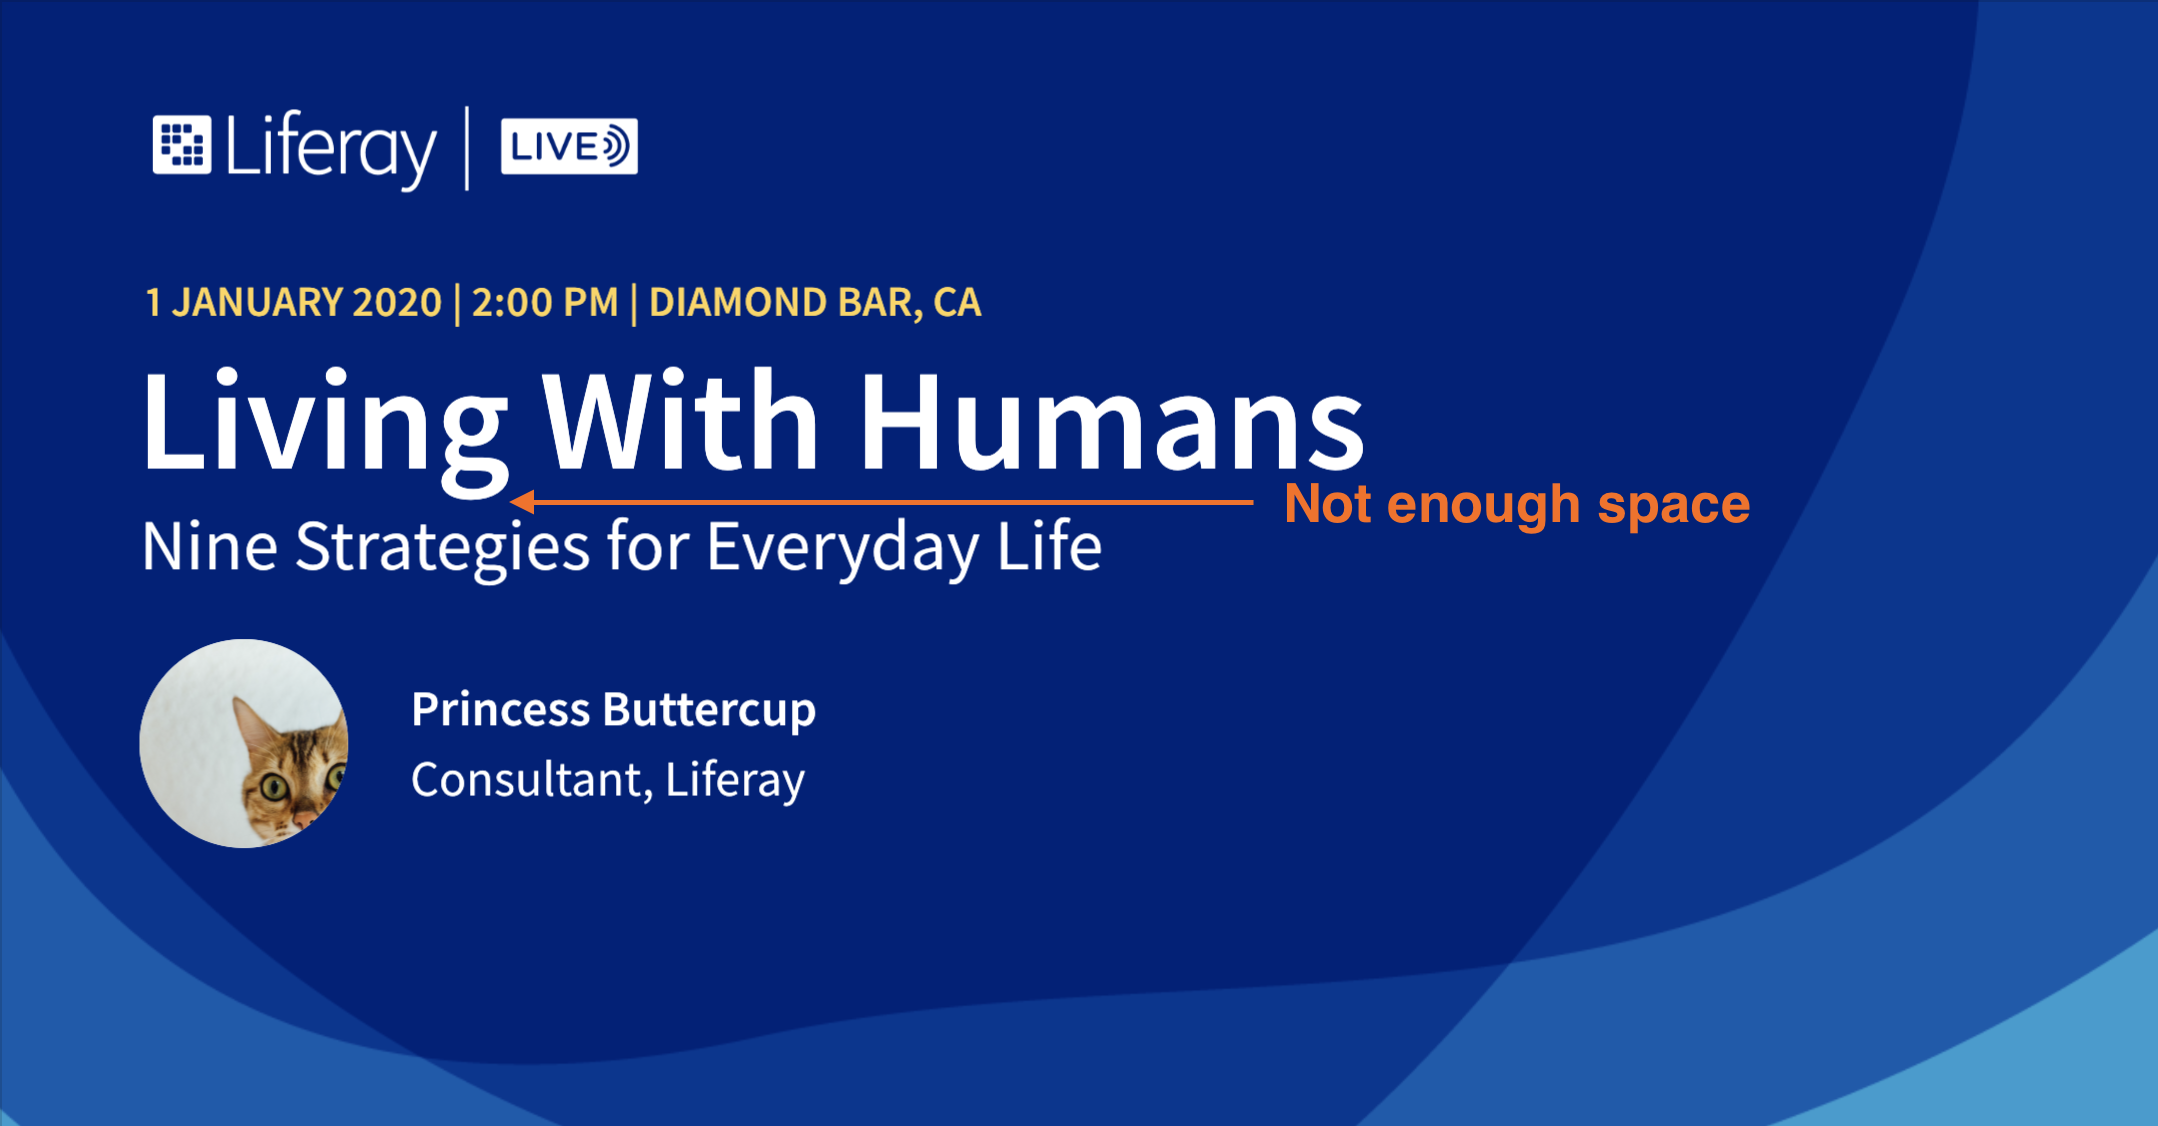 Liferay | LIVE
1 JANUARY 2020 | 2:00 PM | DIAMOND BAR, CA
Living With Humans
Not enough space
Nine Strategies for Everyday Life
Princess Buttercup
Consultant, Liferay